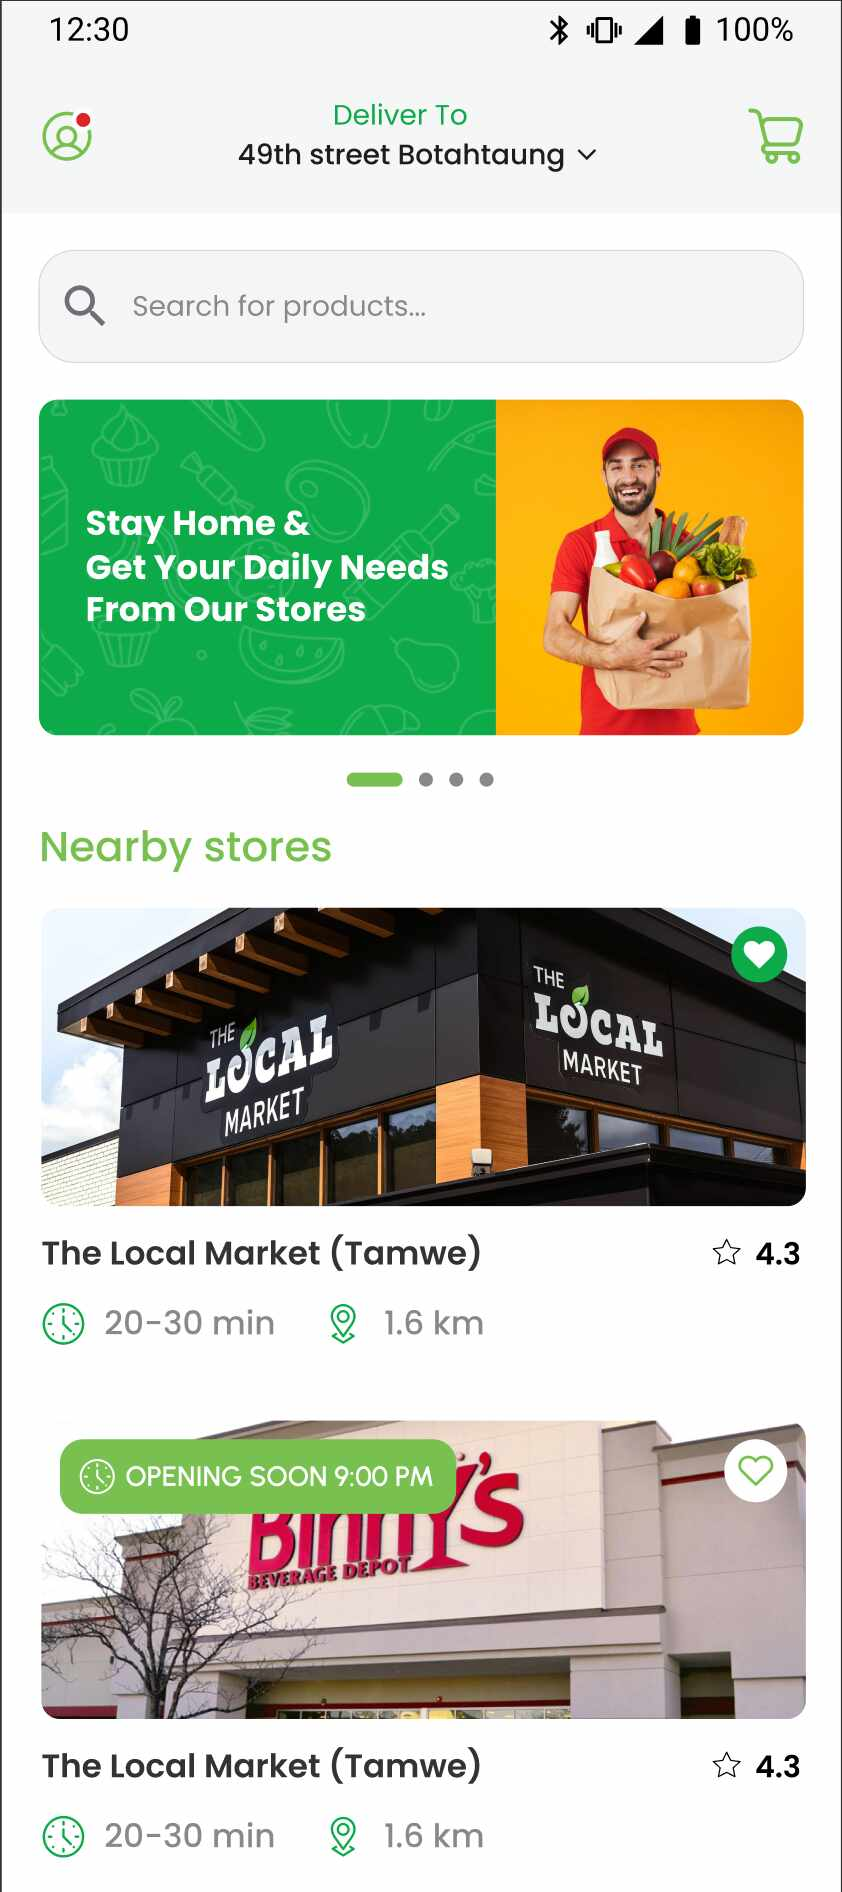 12:30
100%
Deliver To
49th street Botahtaung
Search for products...
Stay Home &
Get Your Daily Needs
From Our Stores
Nearby stores
THE
LOCAL
MARKET
THE
LOCAL
MARKET
The Local Market (Tamwe)
4.3
20-30 min
1.6 km
OPENING SOON 9:00 PM
Binny's
BEVERAGE DEPOT
The Local Market (Tamwe)
4.3
20-30 min
1.6 km